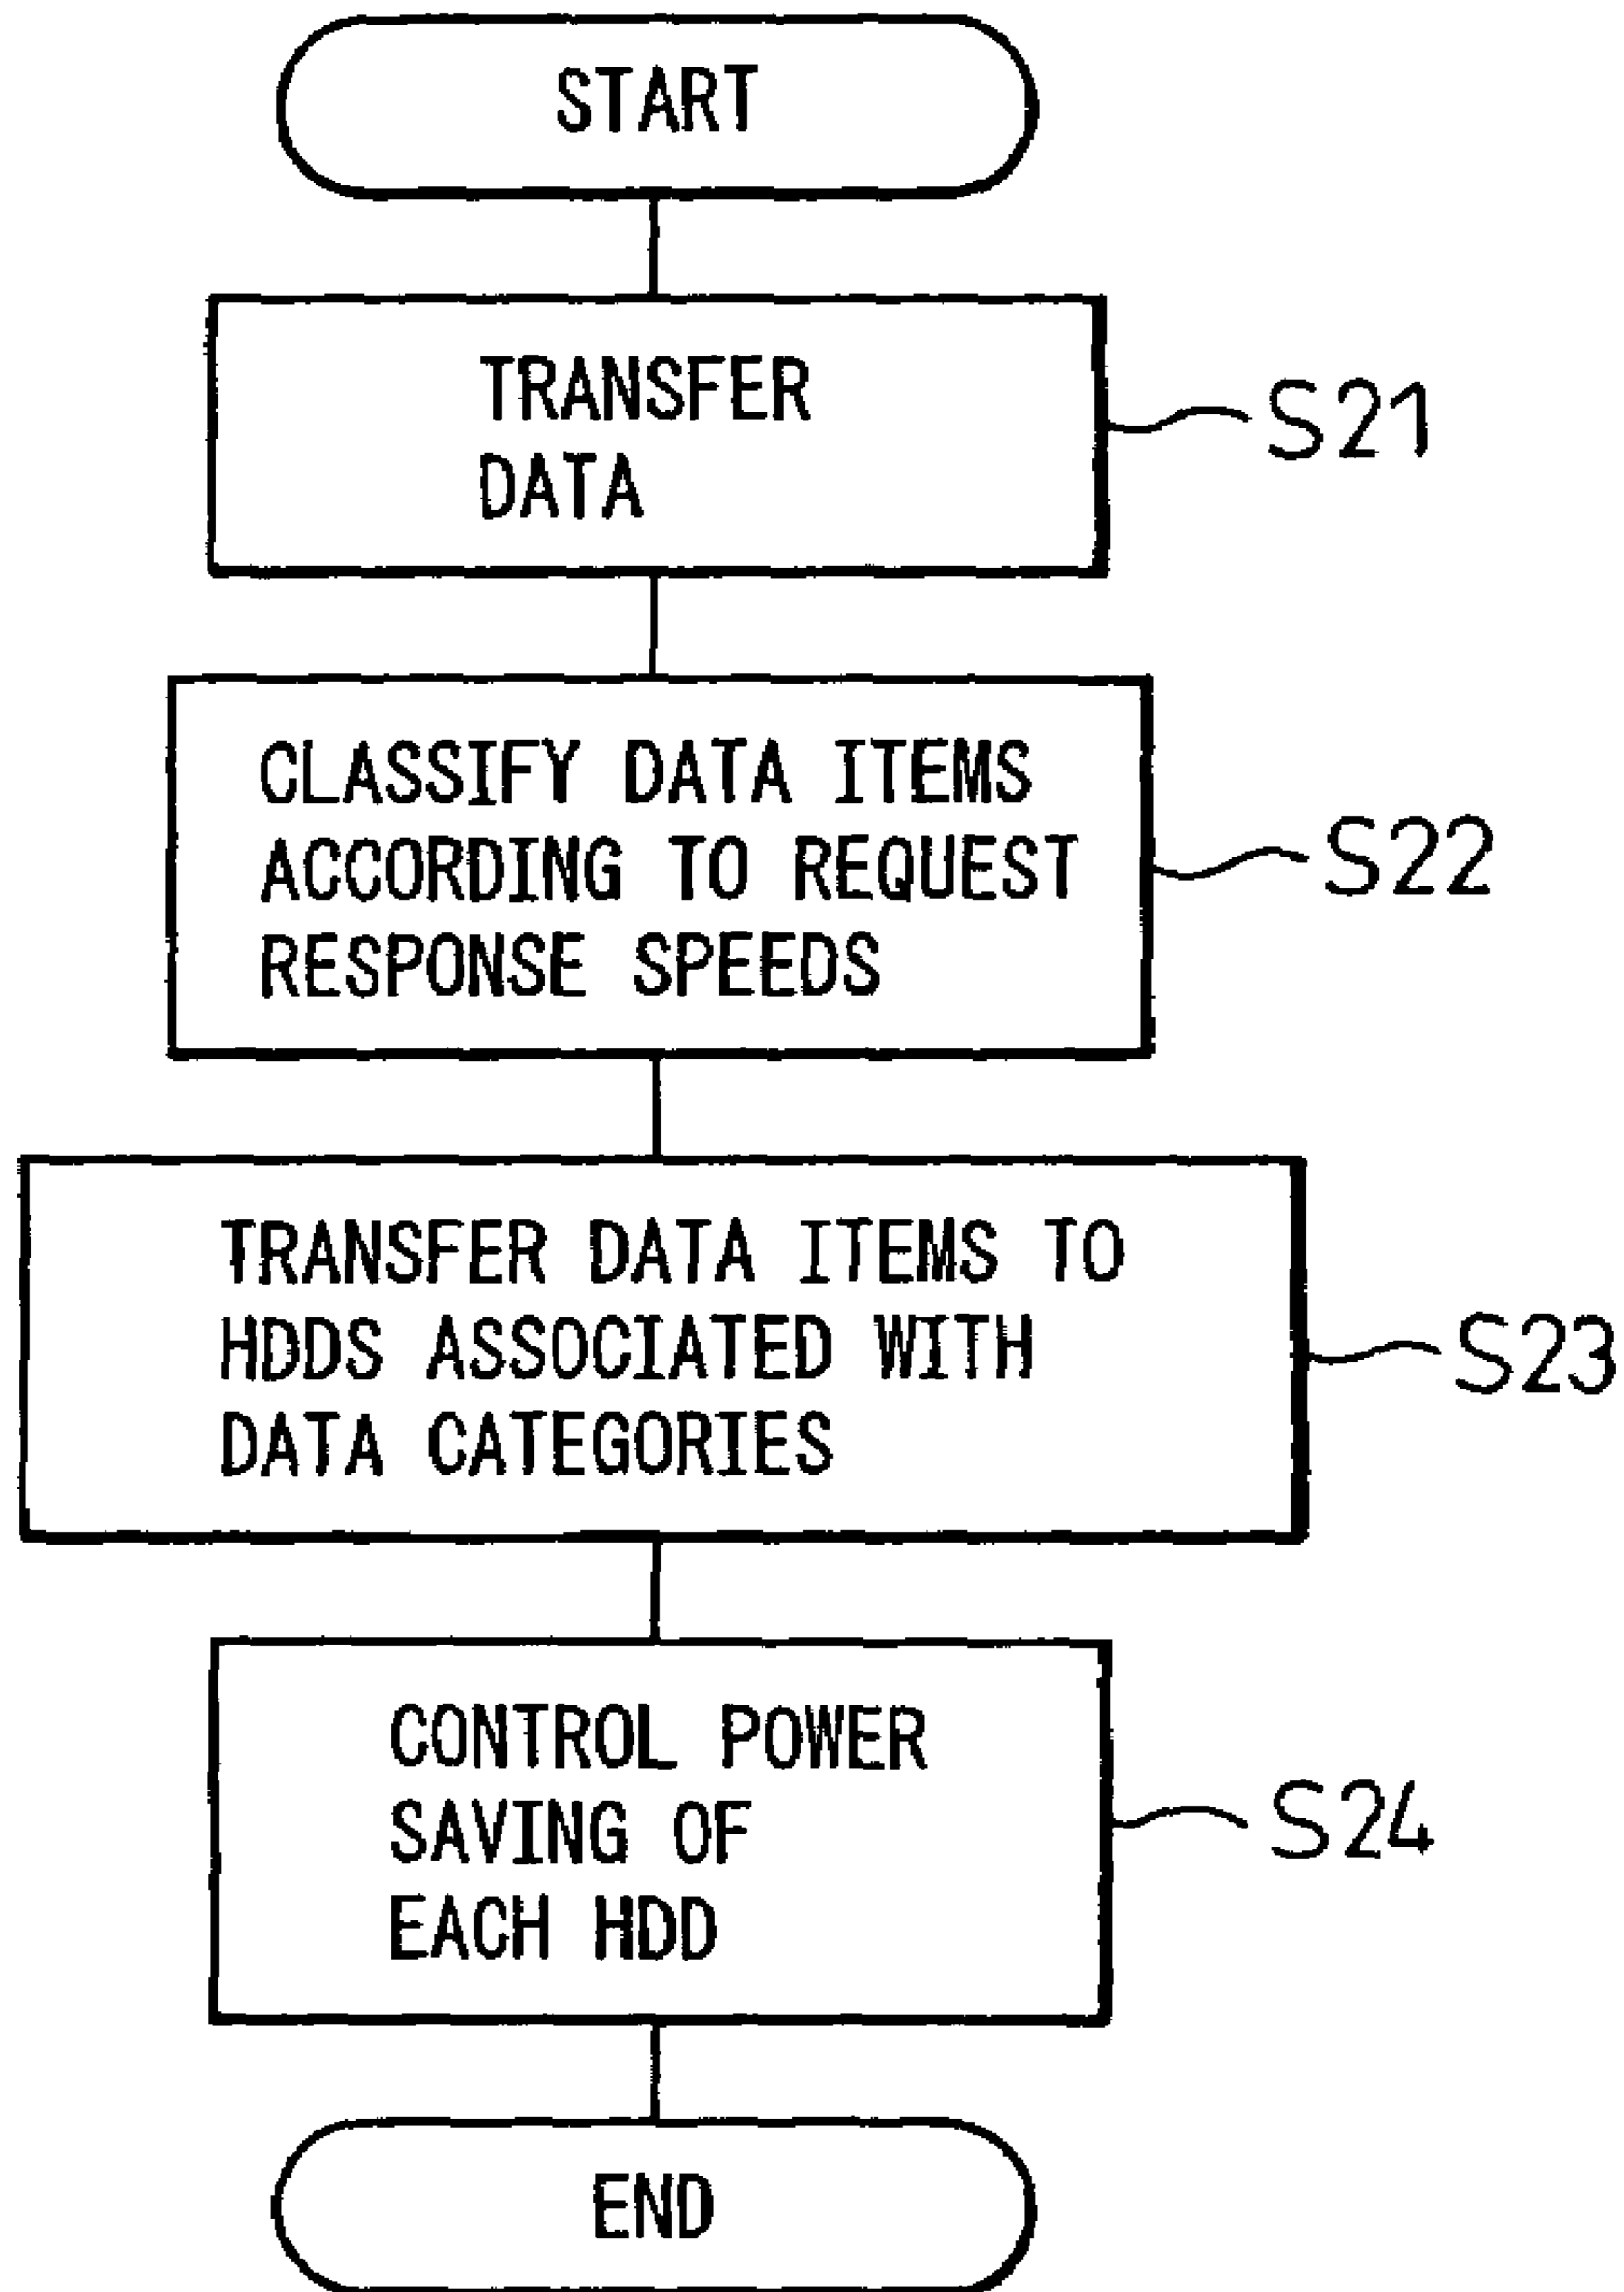 START
TRANSFER
DATA
S21
CLASSIFY DATA ITEMS
ACCORDING TO REQUEST
RESPONSE SPEEDS
S22
TRANSFER DATA ITEMS TO
HDDS ASSOCIATED WITH
DATA CATEGORIES
S23
CONTROL POWER
SAVING OF
EACH HDD
S24
END